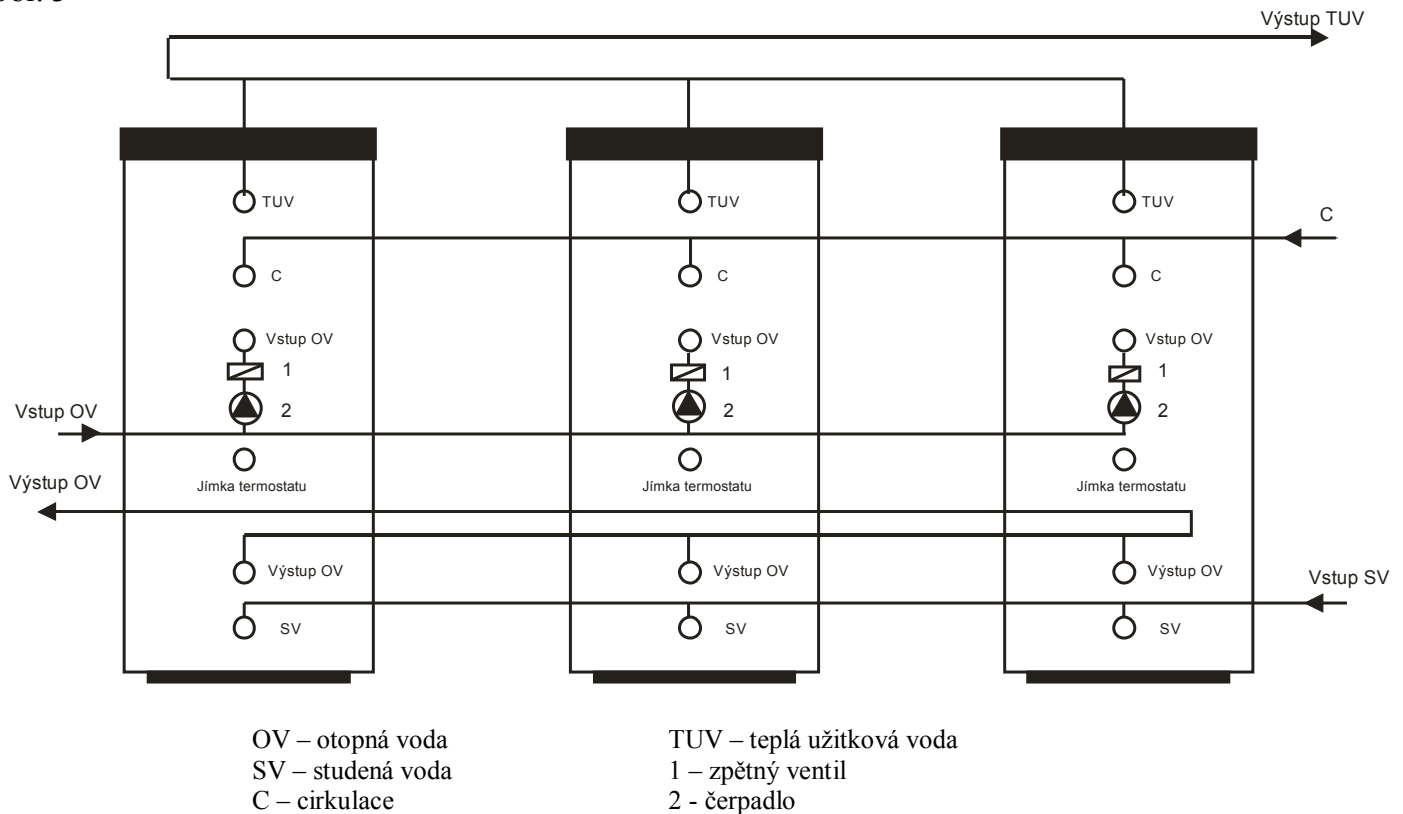 Výstup TUV
TUV TUV TUV
C
C C C
Vstup OV Vstup OV Vstup OV
1 1 1
Vstup OV 2 2 2
Výstup OV Jímka termostatu Jímka termostatu Jímka termostatu
Výstup OV Výstup OV Výstup OV Vstup SV
SV SV SV
OV – otopná voda TUV – teplá užitková voda
SV – studená voda 1 – zpětný ventil
C – cirkulace 2 - čerpadlo